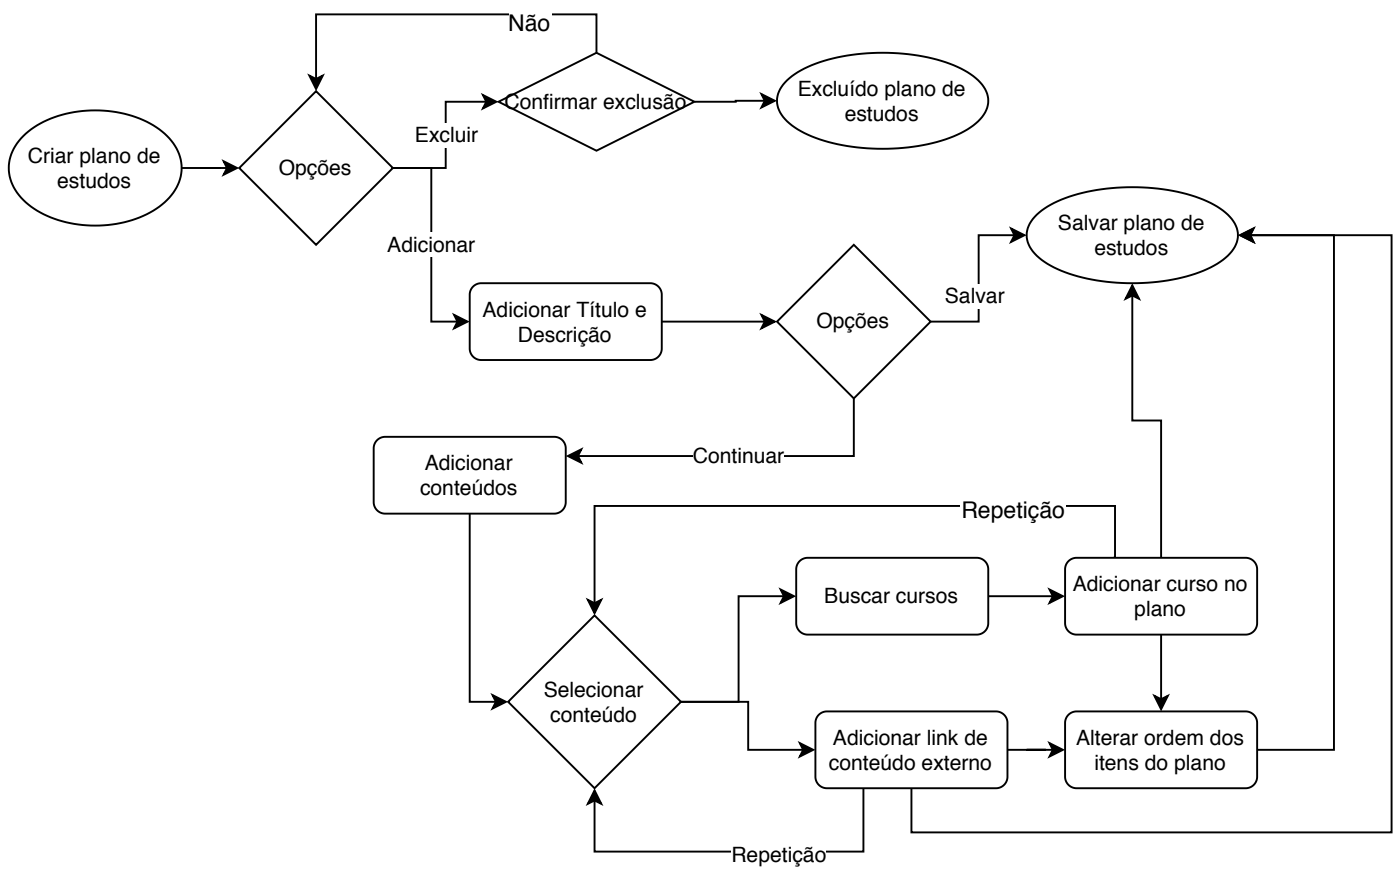 Não
Confirmar exclusão
Excluído plano de
estudos
Excluir
Criar plano de
estudos
Opções
Adicionar
Salvar plano de
estudos
Salvar
Adicionar Título e
Descrição
Opções
Continuar
Adicionar
conteúdos
Repetição
Buscar cursos
Adicionar curso no
plano
Selecionar
conteúdo
Adicionar link de
conteúdo externo
Alterar ordem dos
itens do plano
Repetição